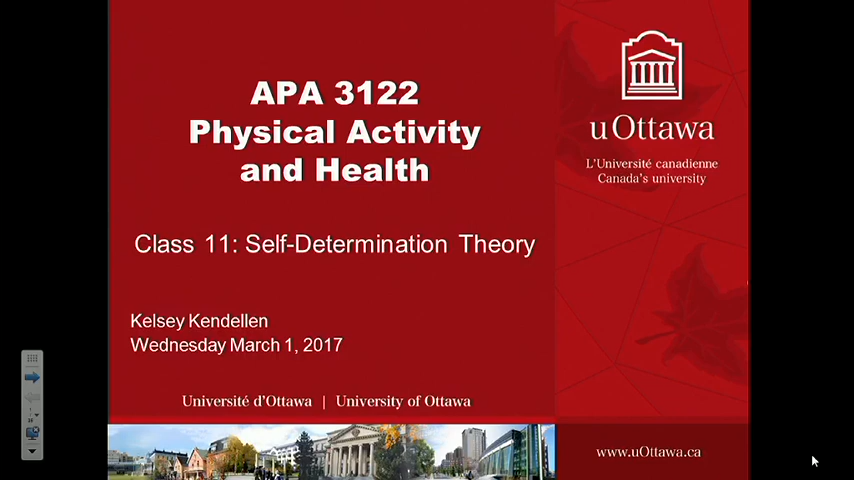 APA 3122
Physical Activity
and Health
Class 11: Self-Determination Theory
Kelsey Kendellen
Wednesday March 1, 2017
Université d'Ottawa | University of Ottawa
uOttawa
L'Université canadienne
Canada's university
www.uOttawa.ca